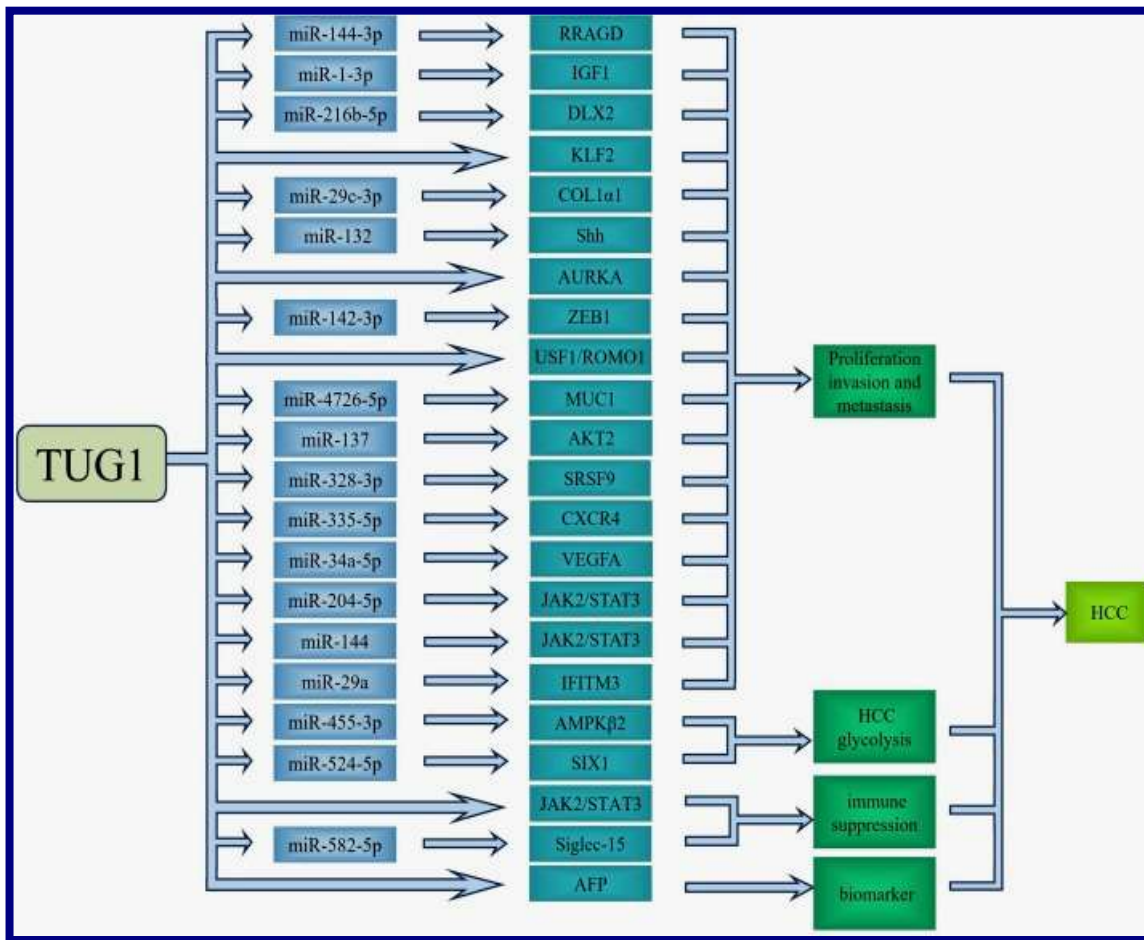 TUG1
miR-144-3p
RRAGD
miR-1-3p
IGF1
miR-216b-5p
DLX2
KLF2
miR-29c-3p
COL1α1
miR-132
Shh
AURKA
miR-142-3p
ZEB1
USF1/ROMO1
miR-4726-5p
MUC1
miR-137
AKT2
miR-328-3p
SRSF9
miR-335-5p
CXCR4
miR-34a-5p
VEGFA
miR-204-5p
JAK2/STAT3
miR-144
JAK2/STAT3
miR-29a
IFITM3
miR-455-3p
AMPKβ2
miR-524-5p
SIX1
JAK2/STAT3
miR-582-5p
Siglec-15
AFP
Proliferation
invasion and
metastasis
HCC
glycolysis
immune
suppression
biomarker
HCC